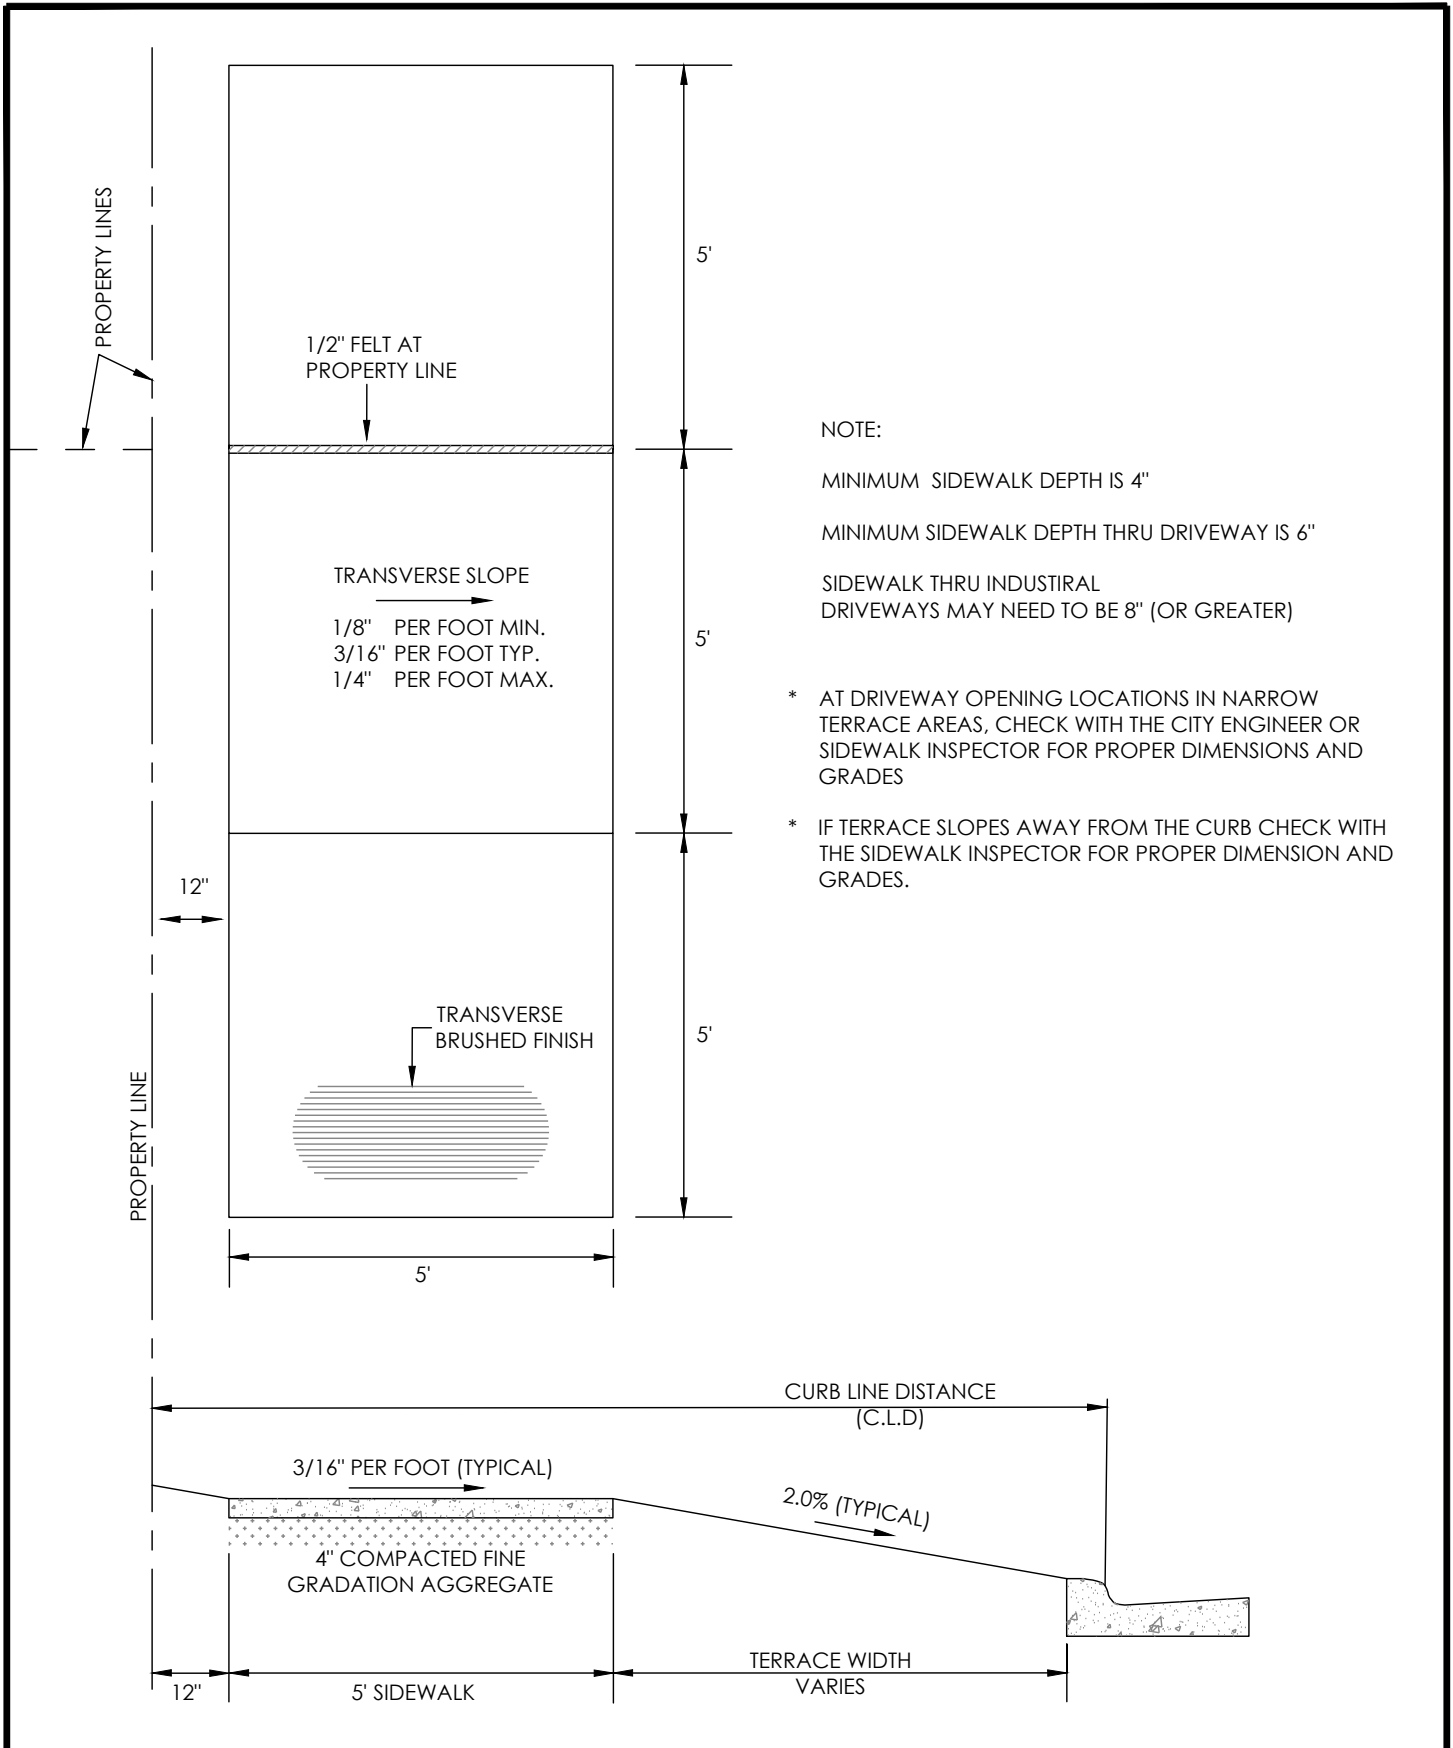 PROPERTY LINES
5'
1/2" FELT AT
PROPERTY LINE
NOTE:
MINIMUM SIDEWALK DEPTH IS 4"
MINIMUM SIDEWALK DEPTH THRU DRIVEWAY IS 6"
SIDEWALK THRU INDUSTIRAL
DRIVEWAYS MAY NEED TO BE 8" (OR GREATER)
TRANSVERSE SLOPE
1/8" PER FOOT MIN.
3/16" PER FOOT TYP.
1/4" PER FOOT MAX.
5'
* AT DRIVEWAY OPENING LOCATIONS IN NARROW
TERRACE AREAS, CHECK WITH THE CITY ENGINEER OR
SIDEWALK INSPECTOR FOR PROPER DIMENSIONS AND
GRADES
* IF TERRACE SLOPES AWAY FROM THE CURB CHECK WITH
THE SIDEWALK INSPECTOR FOR PROPER DIMENSION AND
GRADES.
12"
TRANSVERSE
BRUSHED FINISH
5'
PROPERTY LINE
5'
CURB LINE DISTANCE
(C.L.D)
3/16" PER FOOT (TYPICAL)
2.0% (TYPICAL)
4" COMPACTED FINE
GRADATION AGGREGATE
12"
5' SIDEWALK
TERRACE WIDTH
VARIES